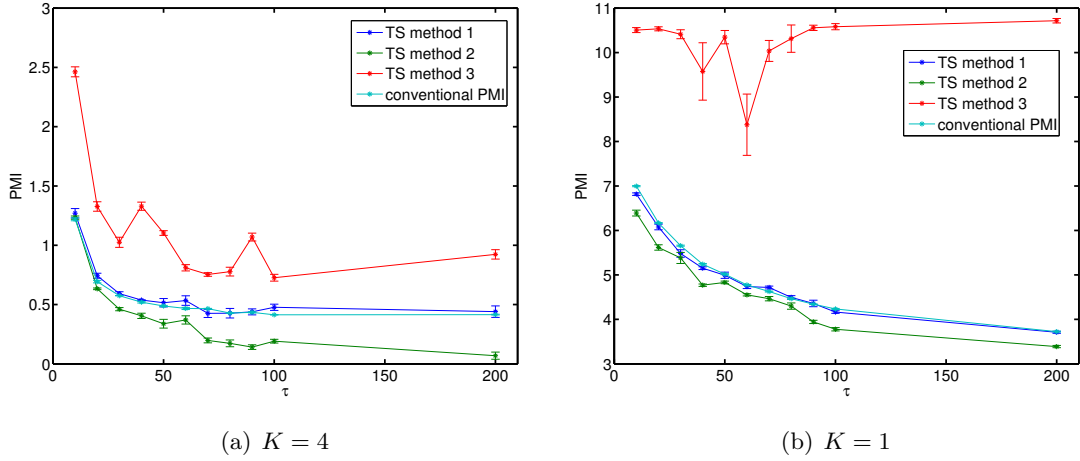 3
2.5
2
1.5
1
0.5
0
PMI
0 50 100 150 200
τ
TS method 1
TS method 2
TS method 3
conventional PMI
(a) K = 4
11
10
9
8
7
6
5
4
3
PMI
0 50 100 150 200
τ
TS method 1
TS method 2
TS method 3
conventional PMI
(b) K = 1